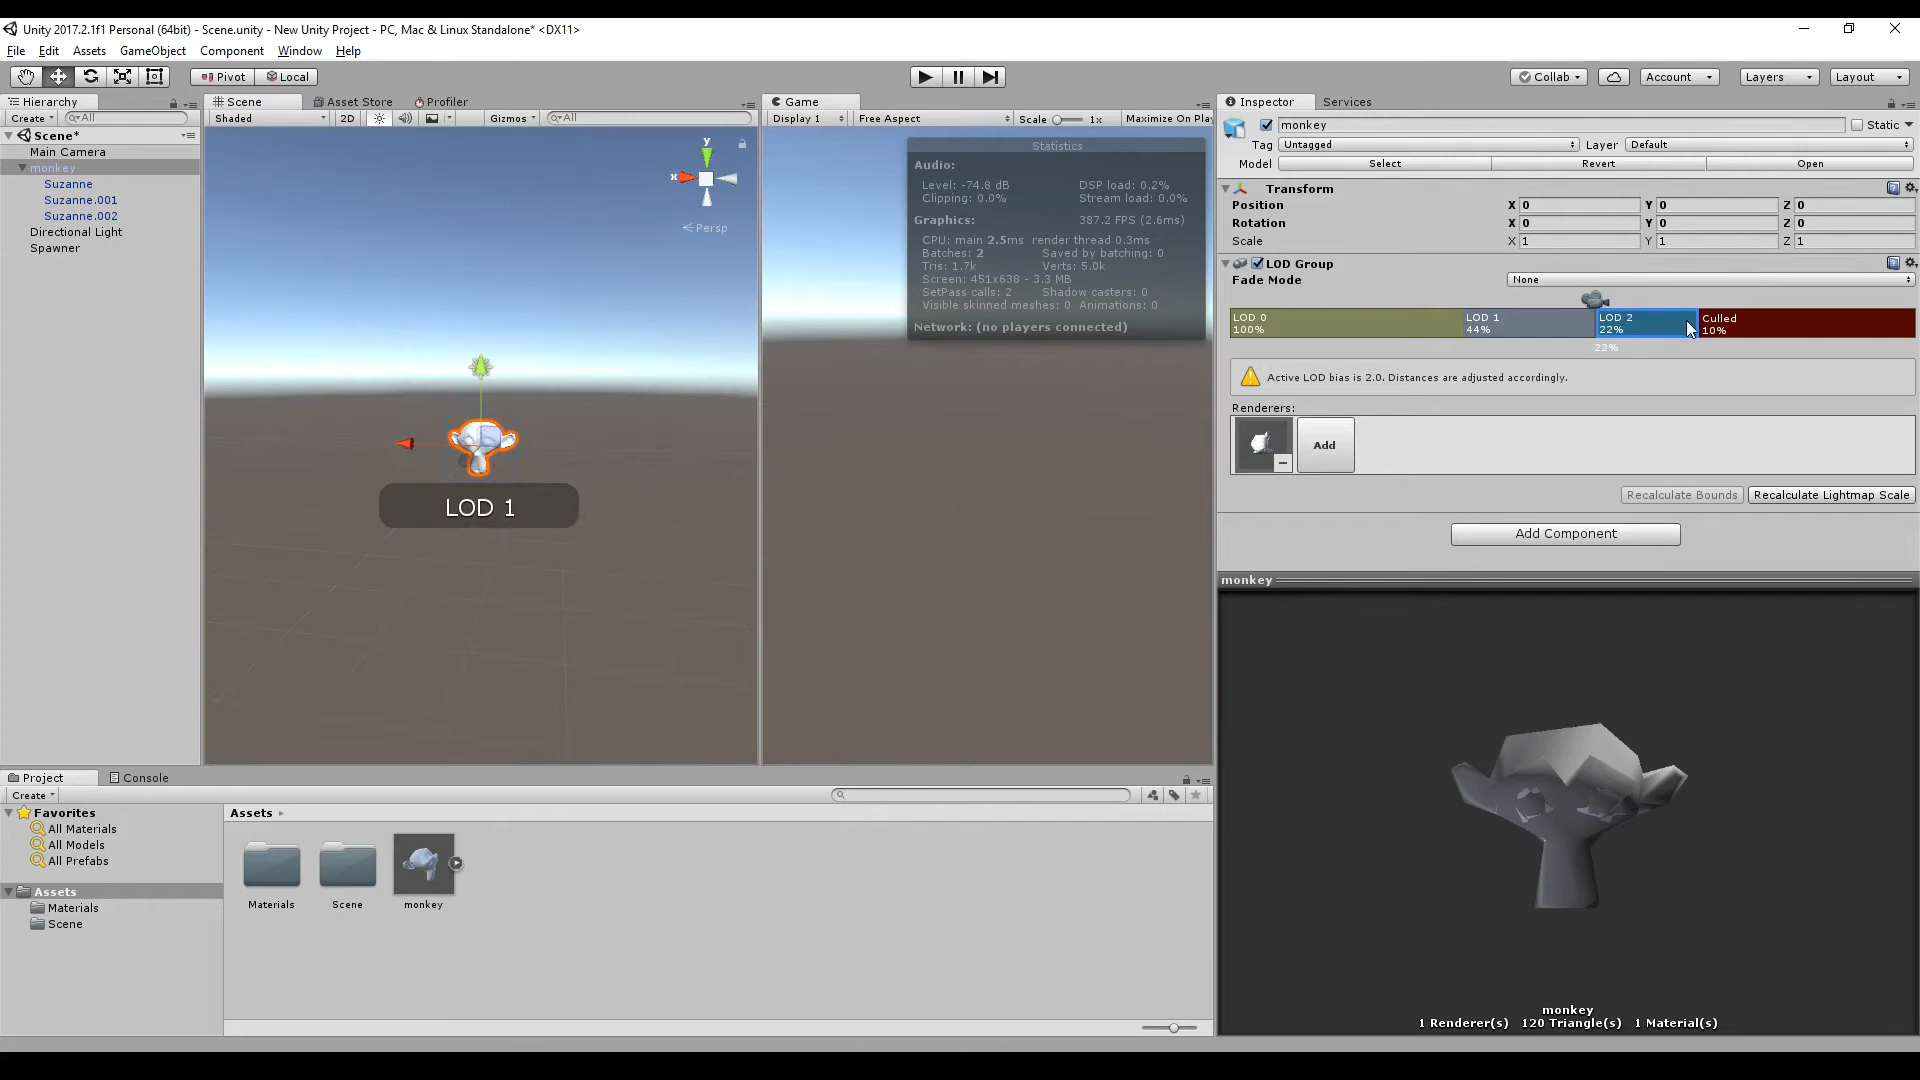 Unity 2017.2.1f1 Personal (64bit) - Scene.unity - New Unity Project - PC, Mac & Linux Standalone* <DX11>
File Edit Assets GameObject Component Window Help
Pivot Local Collab Account Layers Layout
Hierarchy
Create All
Scene*
Main Camera
monkey
Suzanne
Suzanne.001
Suzanne.002
Directional Light
Spawner
Scene Asset Store Profiler
Shaded 2D Gizmos All
y
x
Persp
LOD 1
Game
Display 1 Free Aspect Scale 1x Maximize On Play
Statistics
Audio:
Level: -74.8 dB DSP load: 0.2%
Clipping: 0.0% Stream load: 0.0%
Graphics: 387.2 FPS (2.6ms)
CPU: main 2.5ms render thread 0.3ms
Batches: 2 Saved by batching: 0
Tris: 1.7k Verts: 5.0k
Screen: 451x638 - 3.3 MB
SetPass calls: 2 Shadow casters: 0
Visible skinned meshes: 0 Animations: 0
Network: (no players connected)
Inspector Services
monkey Static
Tag Untagged Layer Default
Model Select Revert Open
Transform
Position X 0 Y 0 Z 0
Rotation X 0 Y 0 Z 0
Scale X 1 Y 1 Z 1
LOD Group
Fade Mode None
LOD 0 LOD 1 LOD 2 Culled
100% 44% 22% 10%
22%
Active LOD bias is 2.0. Distances are adjusted accordingly.
Renderers:
Add
Recalculate Bounds Recalculate Lightmap Scale
Add Component
monkey
monkey
1 Renderer(s) 120 Triangle(s) 1 Material(s)
Project Console
Create
Favorites
All Materials
All Models
All Prefabs
Assets
Materials
Scene
Assets
Materials Scene monkey